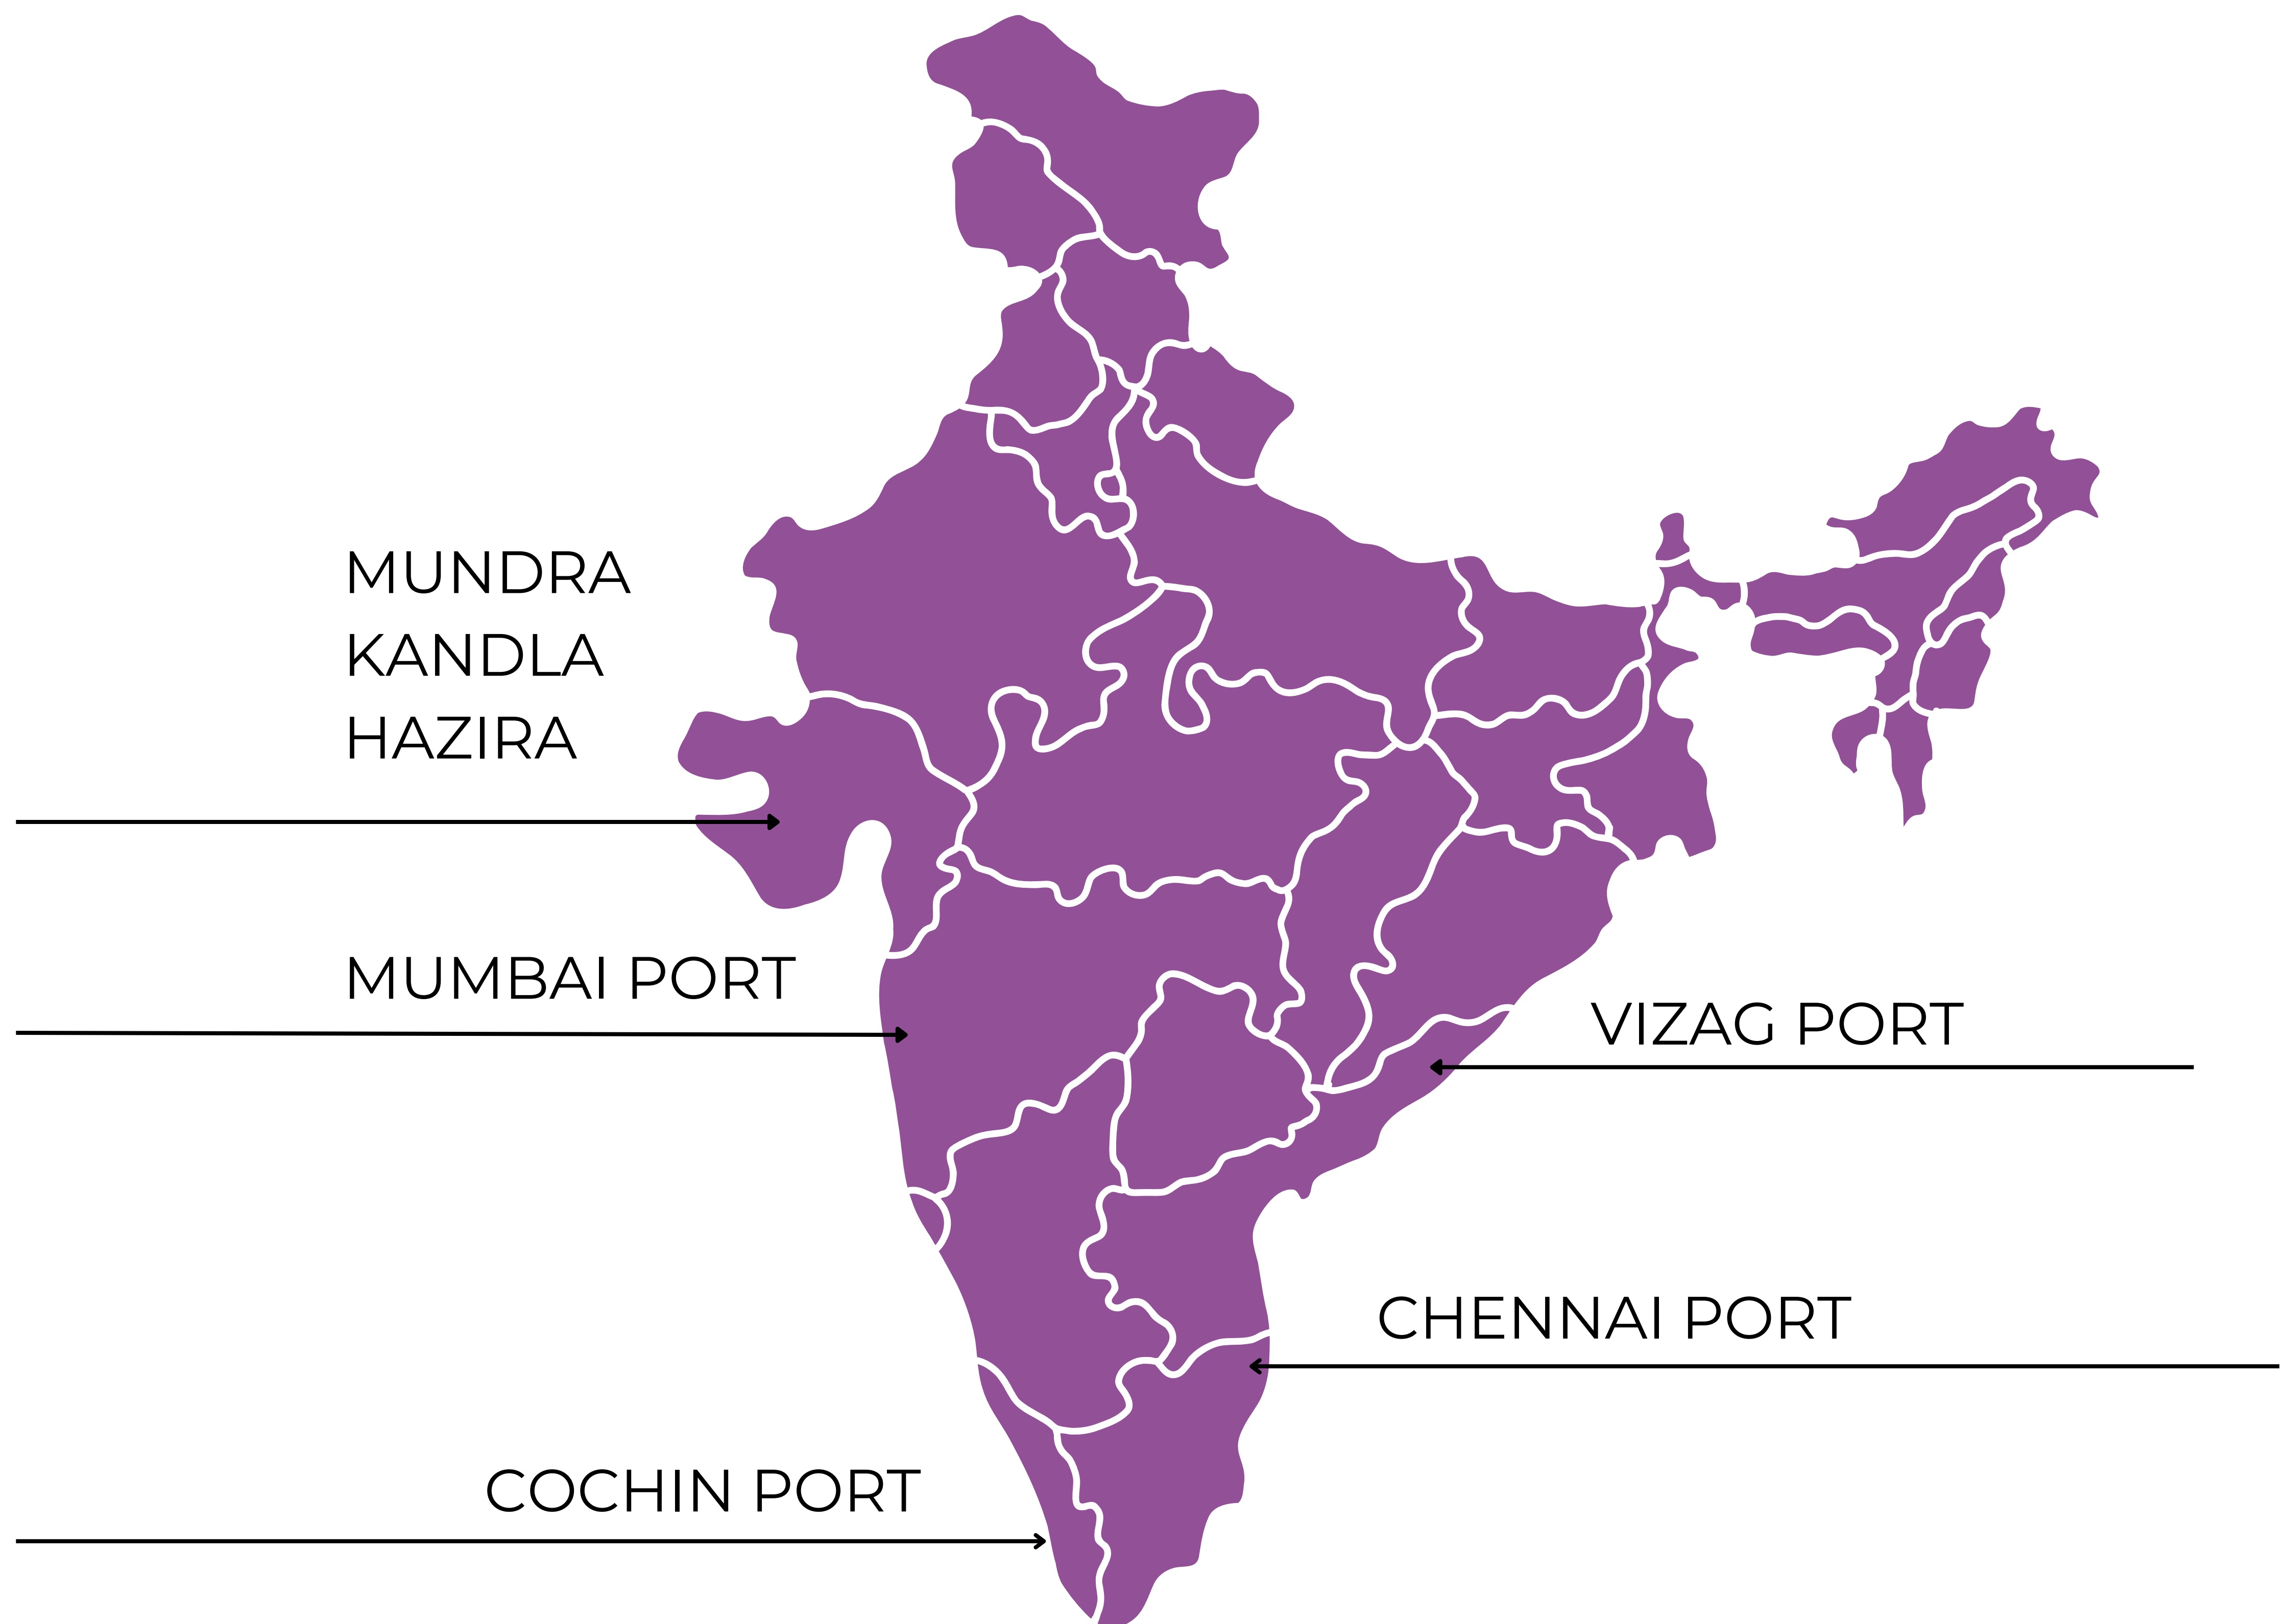 MUNDRA
KANDLA
HAZIRA
MUMBAI PORT
VIZAG PORT
CHENNAI PORT
COCHIN PORT